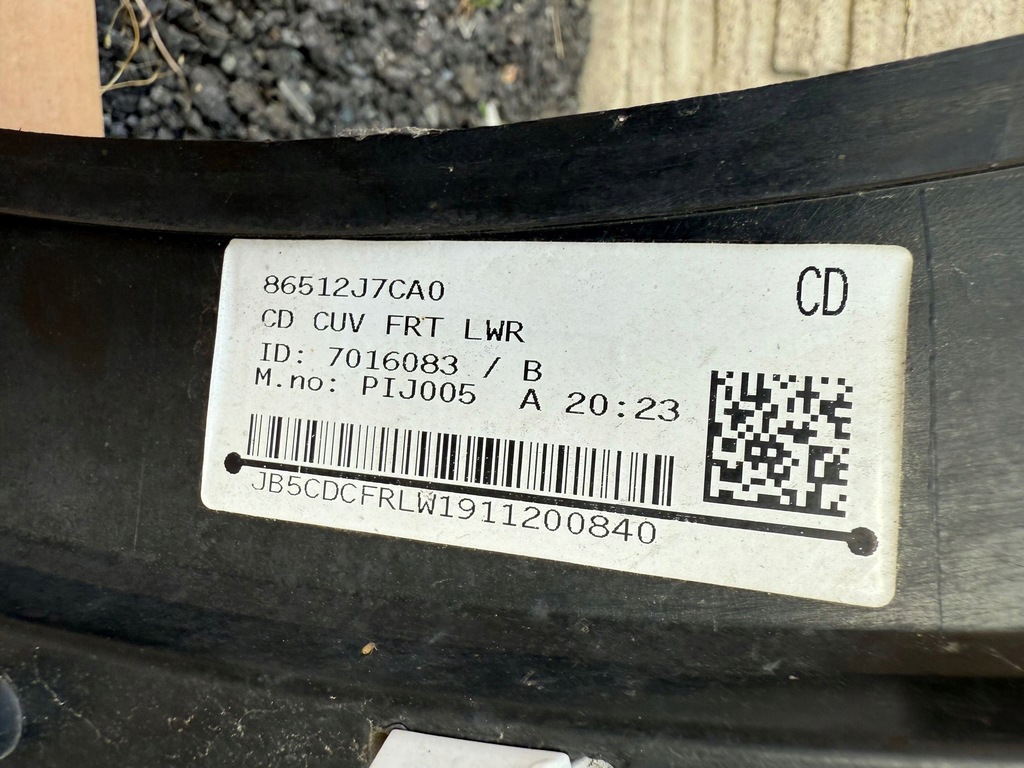 86512J7CA0
CD
CD CUV FRT LWR
ID: 7016083 / B
M.no: PIJ005 A 20:23
JB5CDCFRLW1911200840